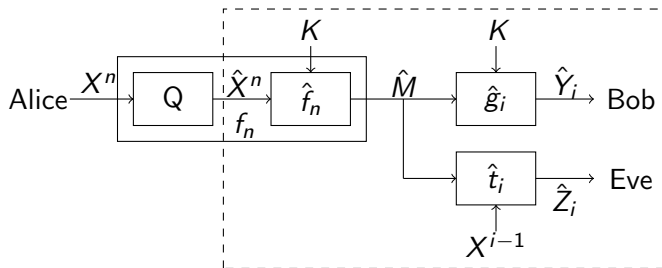 K K
Alice X^n Q X̂^n f̂_n M̂ ĝ_i Ŷ_i Bob
f_n
t̂_i Ẑ_i Eve
X^{i−1}